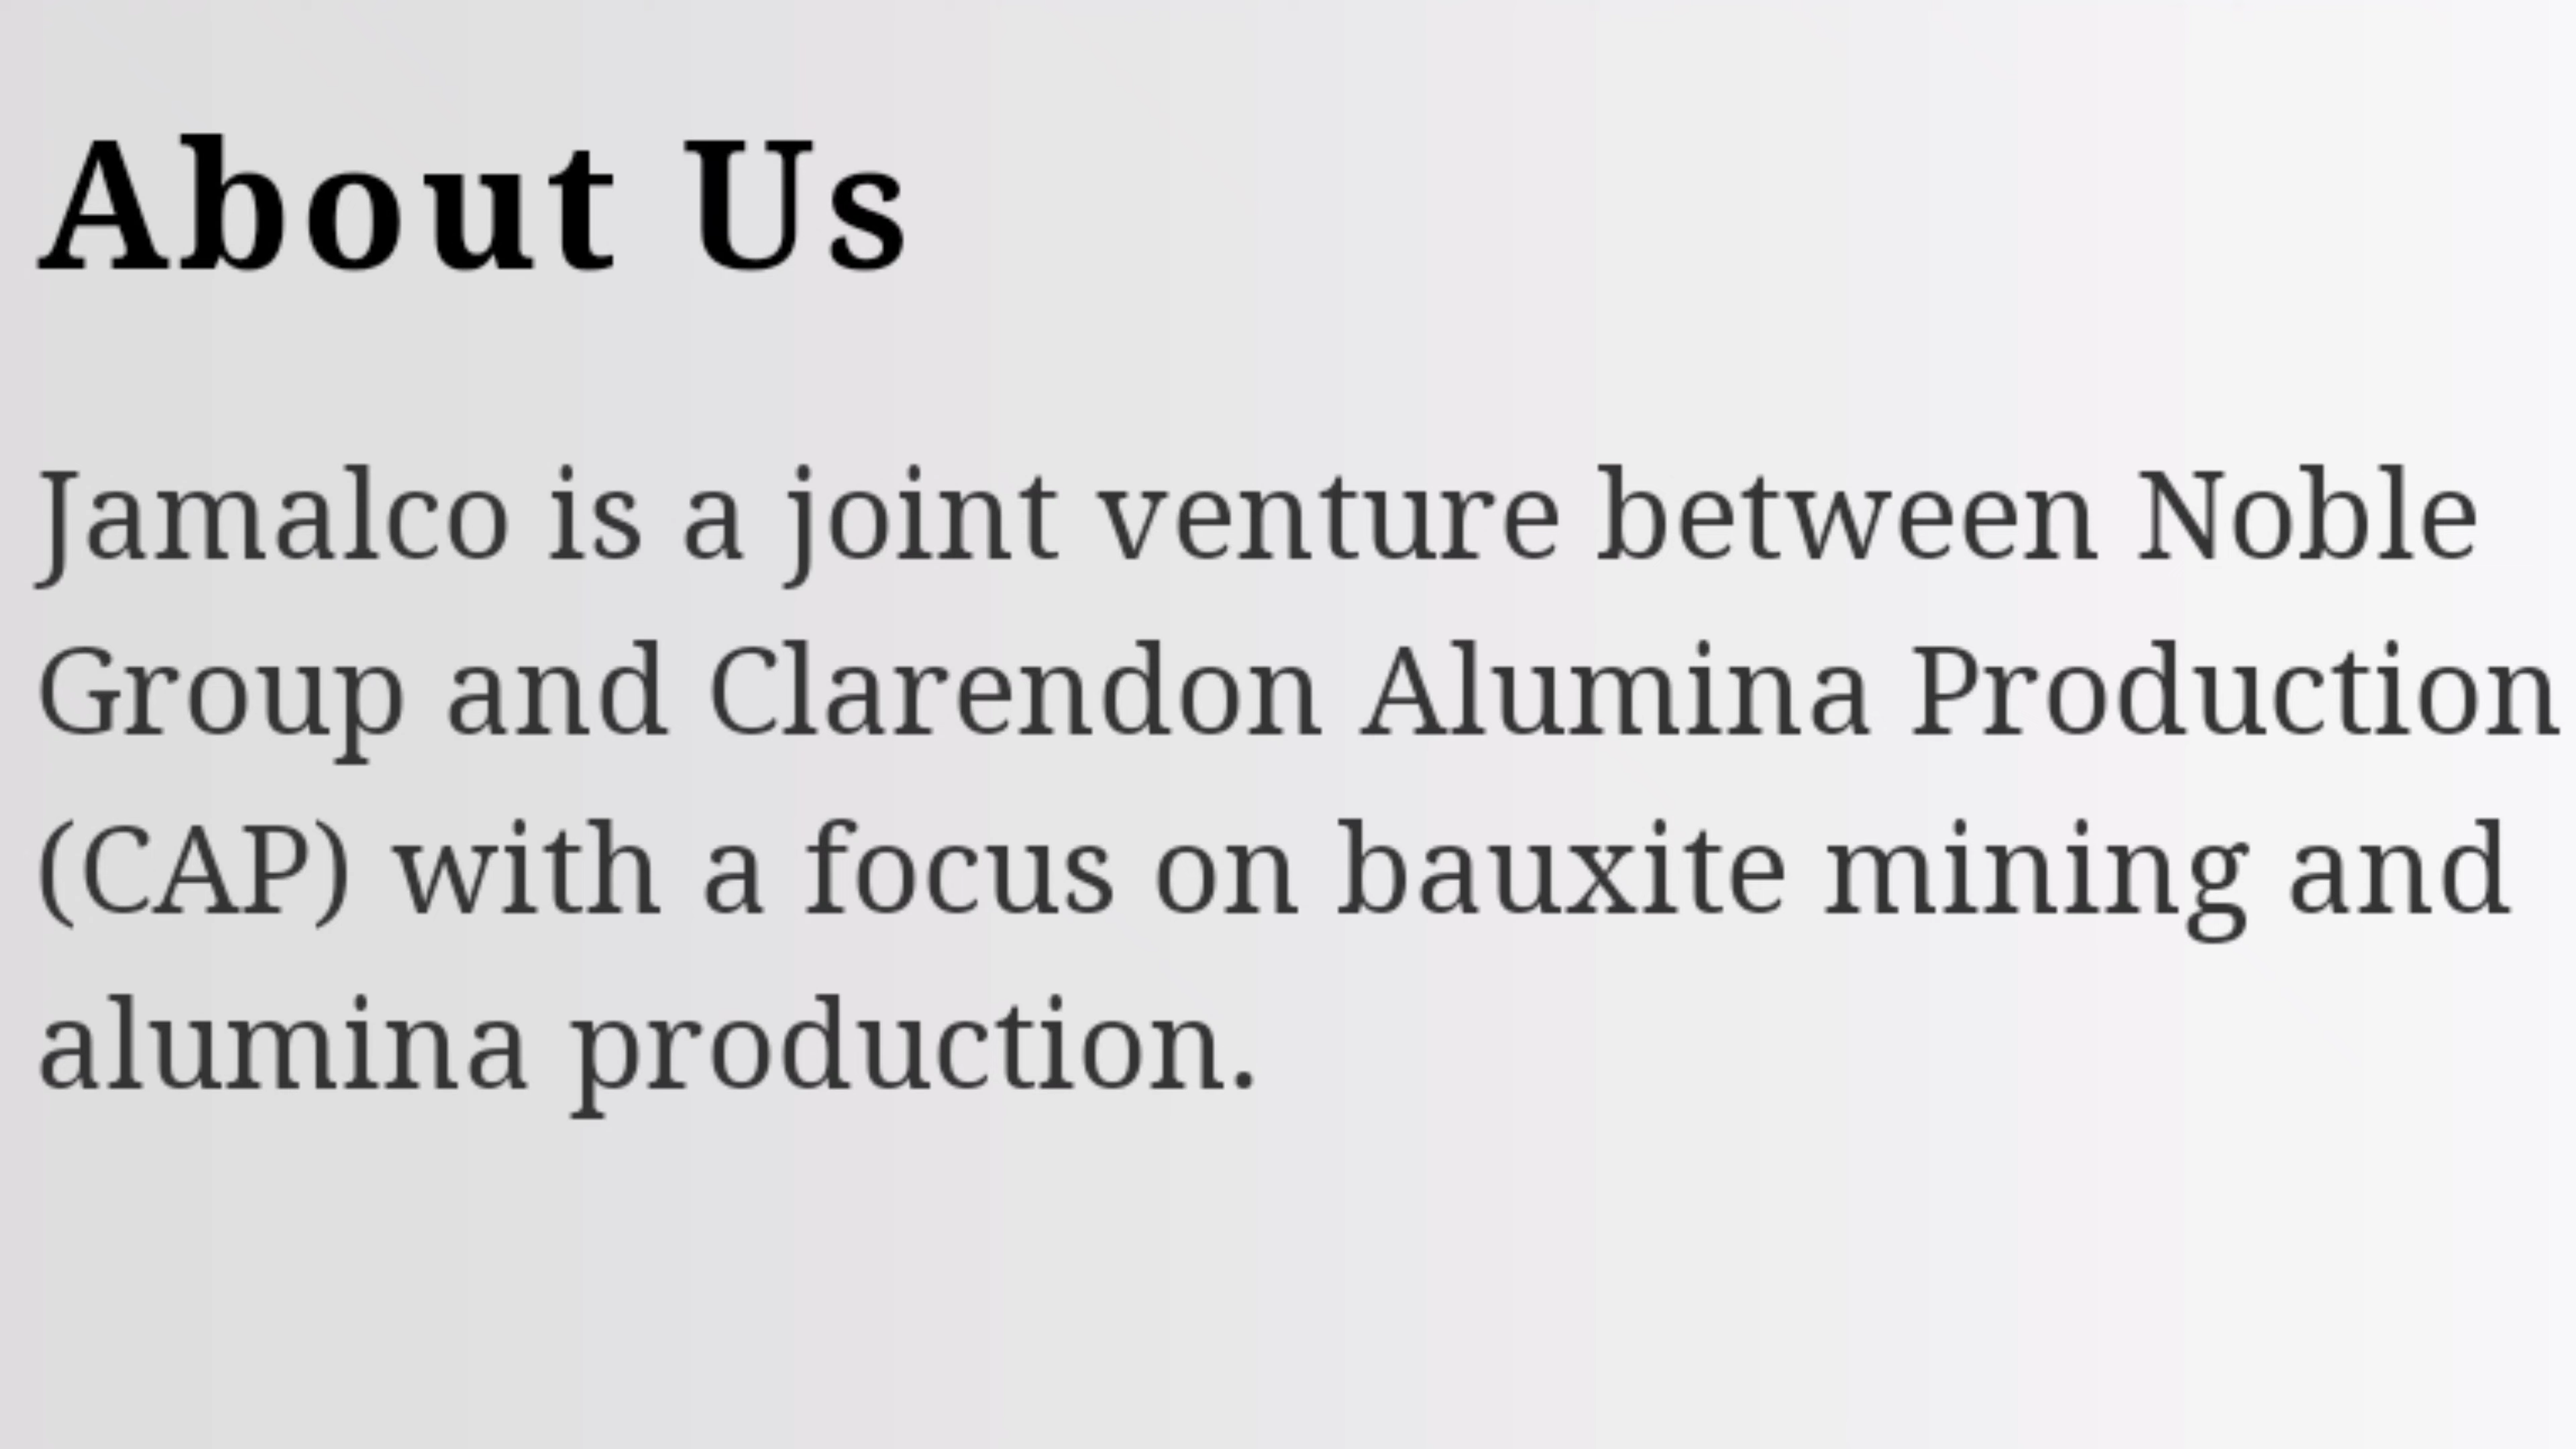 About Us
Jamalco is a joint venture between Noble
Group and Clarendon Alumina Production
(CAP) with a focus on bauxite mining and
alumina production.